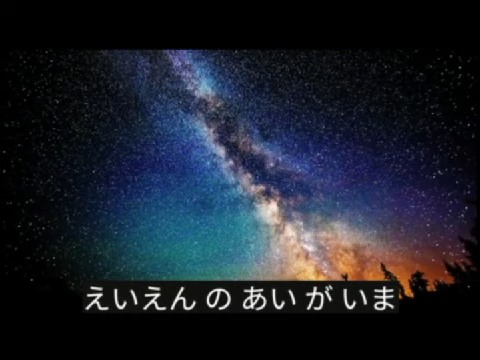 えいえん の あい が いま